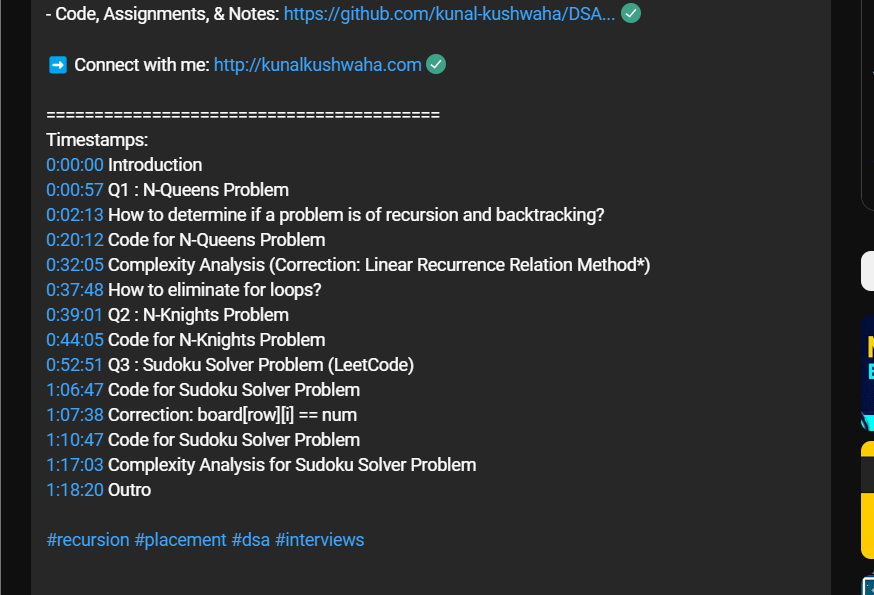 - Code, Assignments, & Notes: https://github.com/kunal-kushwaha/DSA...
Connect with me: http://kunalkushwaha.com
=========================================
Timestamps:
0:00:00 Introduction
0:00:57 Q1 : N-Queens Problem
0:02:13 How to determine if a problem is of recursion and backtracking?
0:20:12 Code for N-Queens Problem
0:32:05 Complexity Analysis (Correction: Linear Recurrence Relation Method*)
0:37:48 How to eliminate for loops?
0:39:01 Q2 : N-Knights Problem
0:44:05 Code for N-Knights Problem
0:52:51 Q3 : Sudoku Solver Problem (LeetCode)
1:06:47 Code for Sudoku Solver Problem
1:07:38 Correction: board[row][i] == num
1:10:47 Code for Sudoku Solver Problem
1:17:03 Complexity Analysis for Sudoku Solver Problem
1:18:20 Outro
#recursion #placement #dsa #interviews